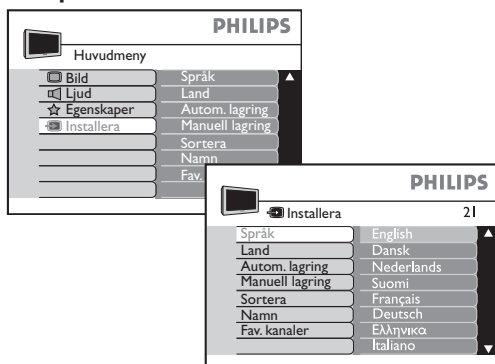 PHILIPS
Huvudmeny
Bild
Ljud
Egenskaper
Installera
Språk
Land
Autom. lagring
Manuell lagring
Sortera
Namn
Fav.
PHILIPS
Installera 21
Språk
Land
Autom. lagring
Manuell lagring
Sortera
Namn
Fav. kanaler
English
Dansk
Nederlands
Suomi
Français
Deutsch
Ελληνικα
Italiano